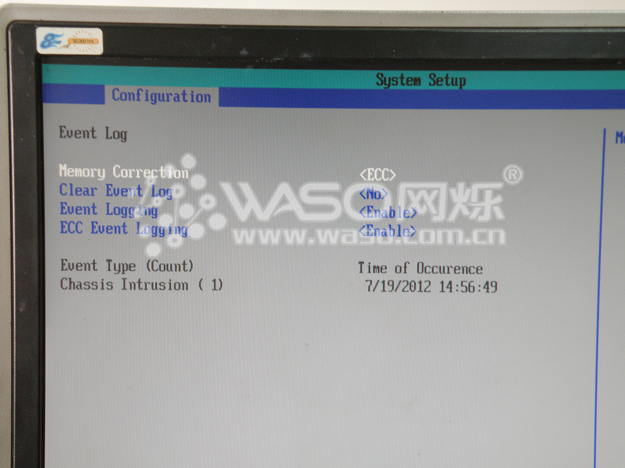 System Setup
Configuration
Event Log
Memory Correction <ECC>
Clear Event Log <No>
Event Logging <Enable>
ECC Event Logging <Enable>
Event Type (Count) Time of Occurence
Chassis Intrusion ( 1) 7/19/2012 14:56:49
WASO网烁®
www.waso.com.cn